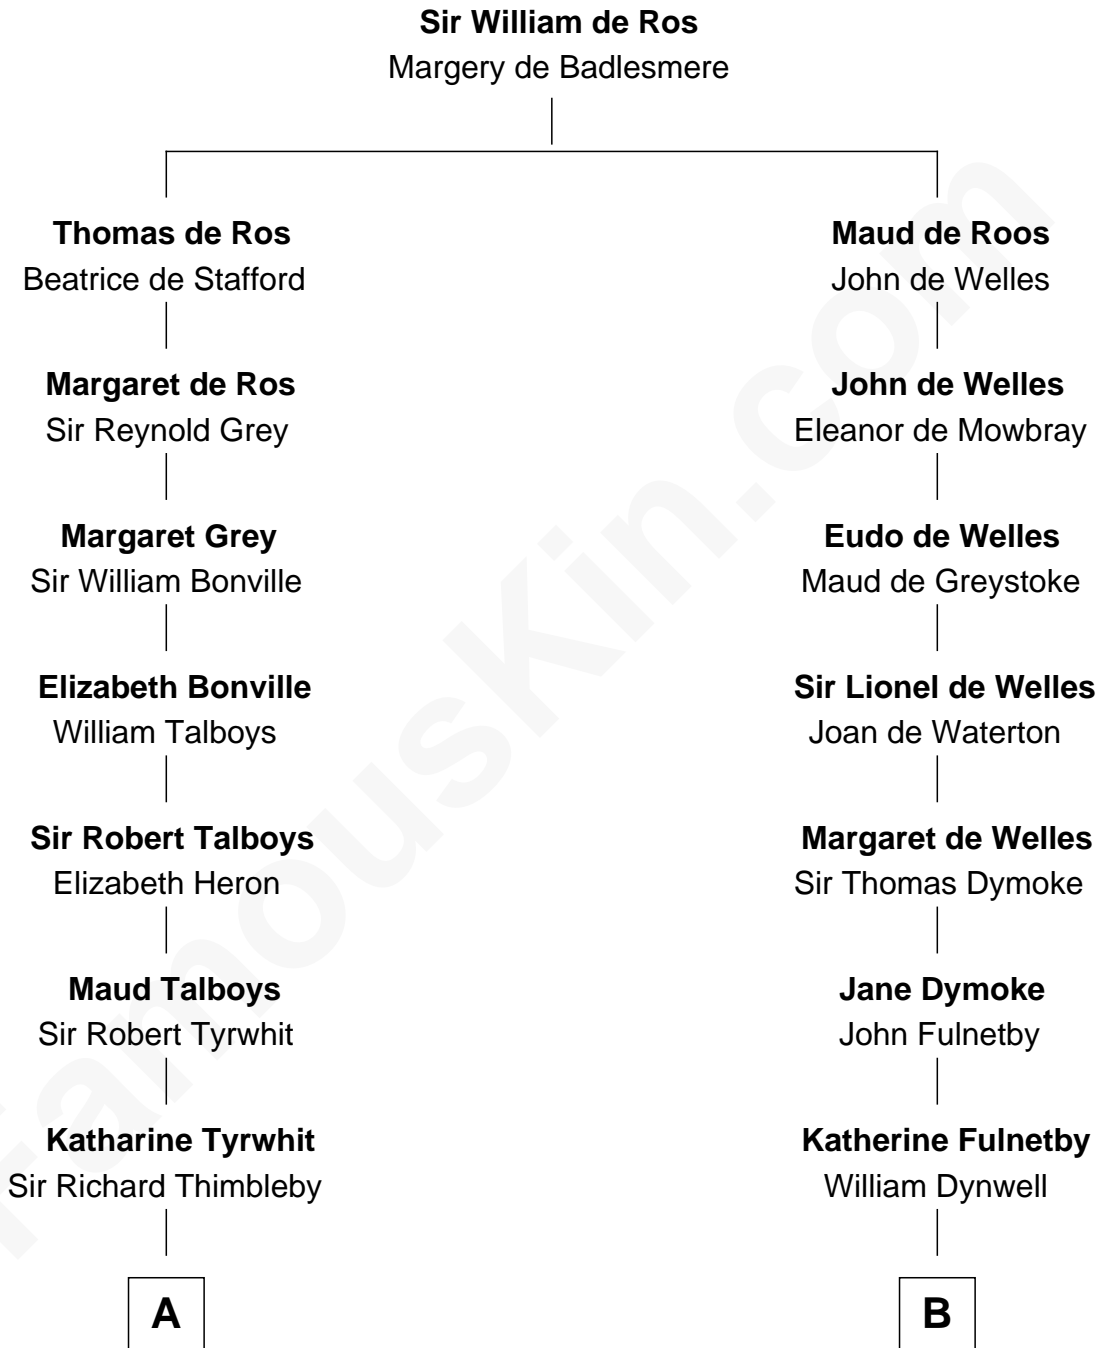 Sir William de Ros
Margery de Badlesmere
Thomas de Ros
Beatrice de Stafford
Margaret de Ros
Sir Reynold Grey
Margaret Grey
Sir William Bonville
Elizabeth Bonville
William Talboys
Sir Robert Talboys
Elizabeth Heron
Maud Talboys
Sir Robert Tyrwhit
Katharine Tyrwhit
Sir Richard Thimbleby
A
Maud de Roos
John de Welles
John de Welles
Eleanor de Mowbray
Eudo de Welles
Maud de Greystoke
Sir Lionel de Welles
Joan de Waterton
Margaret de Welles
Sir Thomas Dymoke
Jane Dymoke
John Fulnetby
Katherine Fulnetby
William Dynwell
B
FamousKin.com